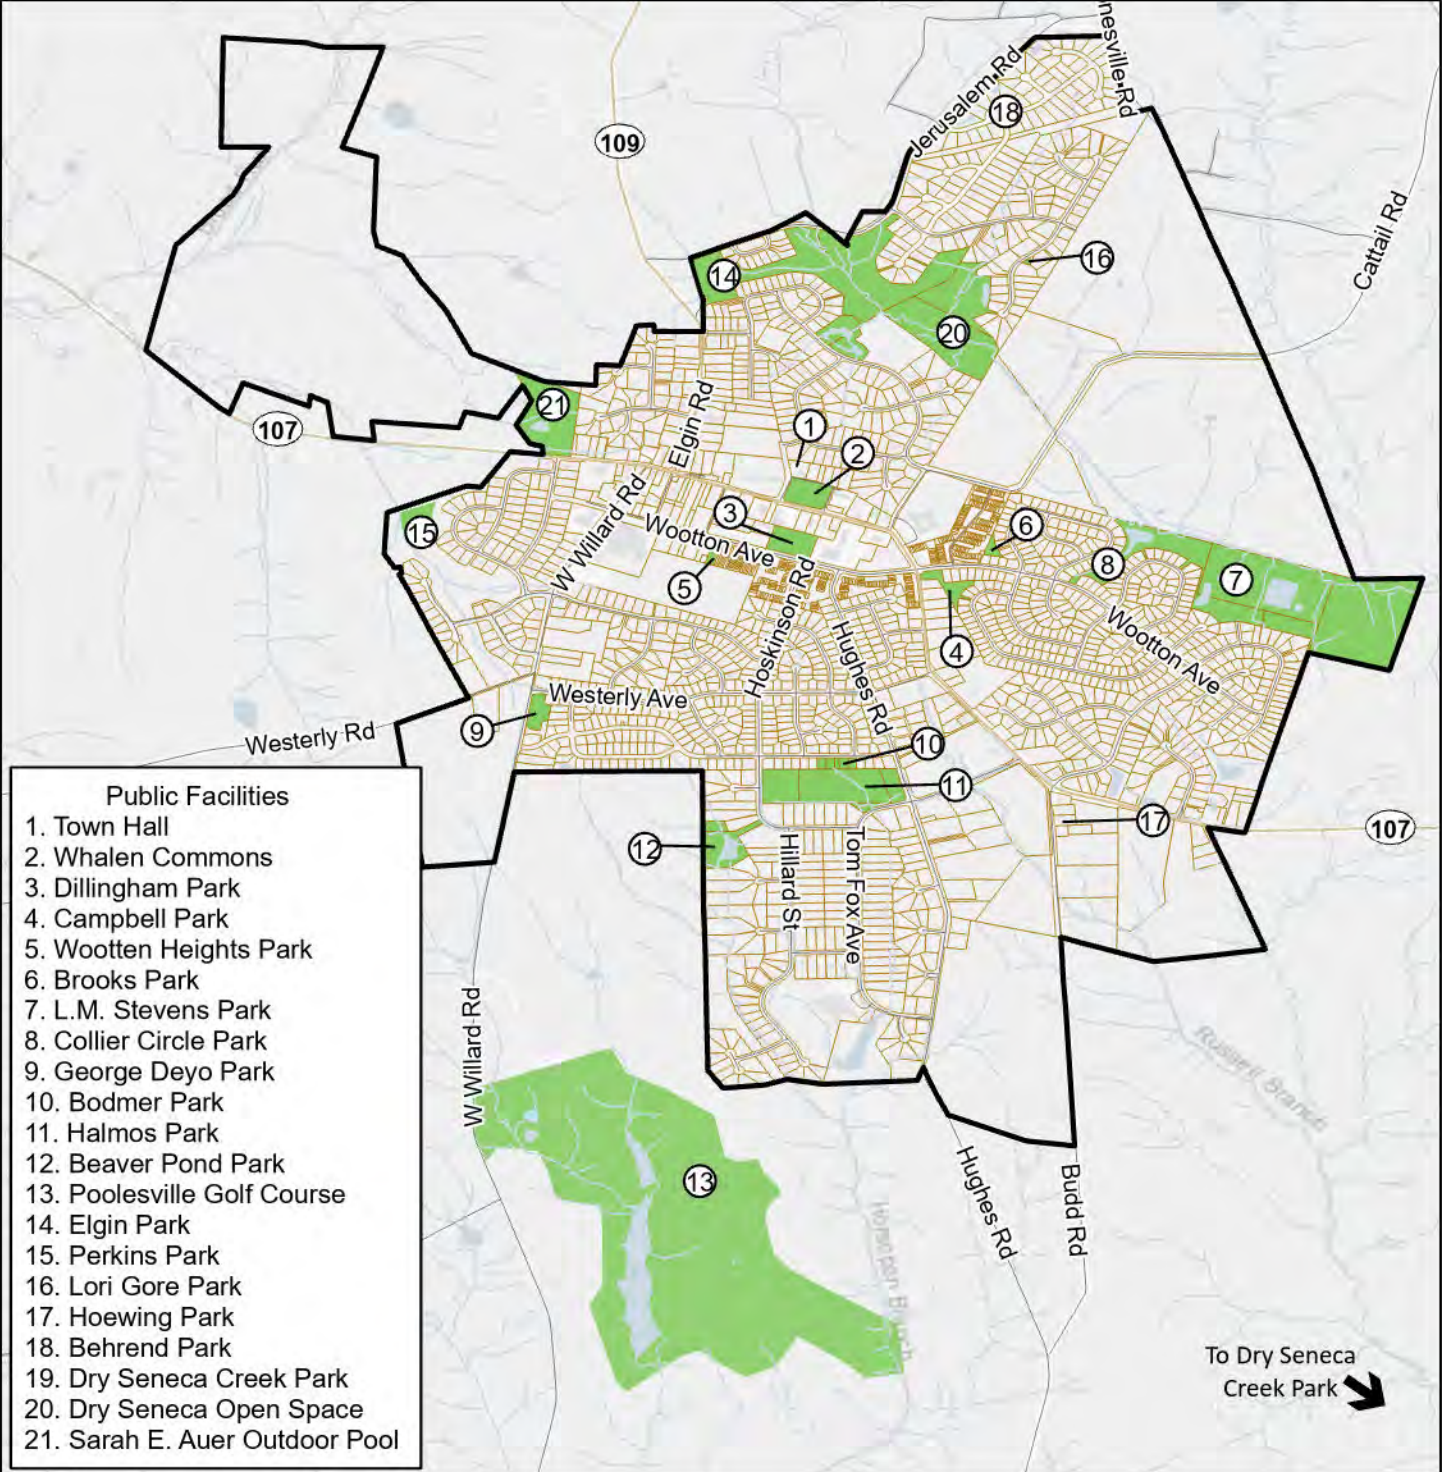 nesville Rd
Jerusalem Rd
18
109
Cattail Rd
16
14
20
21
107
Elgin Rd
1
2
W Willard Rd
3
Wootton Ave
15
6
8
7
5
Hoskinson Rd
Hughes Rd
4
Wootton Ave
Westerly Ave
9
Westerly Rd
10
11
17
107
12
Hillard St
Tom Fox Ave
Public Facilities
1. Town Hall
2. Whalen Commons
3. Dillingham Park
4. Campbell Park
5. Wootten Heights Park
6. Brooks Park
7. L.M. Stevens Park
8. Collier Circle Park
9. George Deyo Park
10. Bodmer Park
11. Halmos Park
12. Beaver Pond Park
13. Poolesville Golf Course
14. Elgin Park
15. Perkins Park
16. Lori Gore Park
17. Hoewing Park
18. Behrend Park
19. Dry Seneca Creek Park
20. Dry Seneca Open Space
21. Sarah E. Auer Outdoor Pool
W Willard Rd
Russell Branch
13
Hughes Rd
Budd Rd
Horsepen Branch
To Dry Seneca
Creek Park